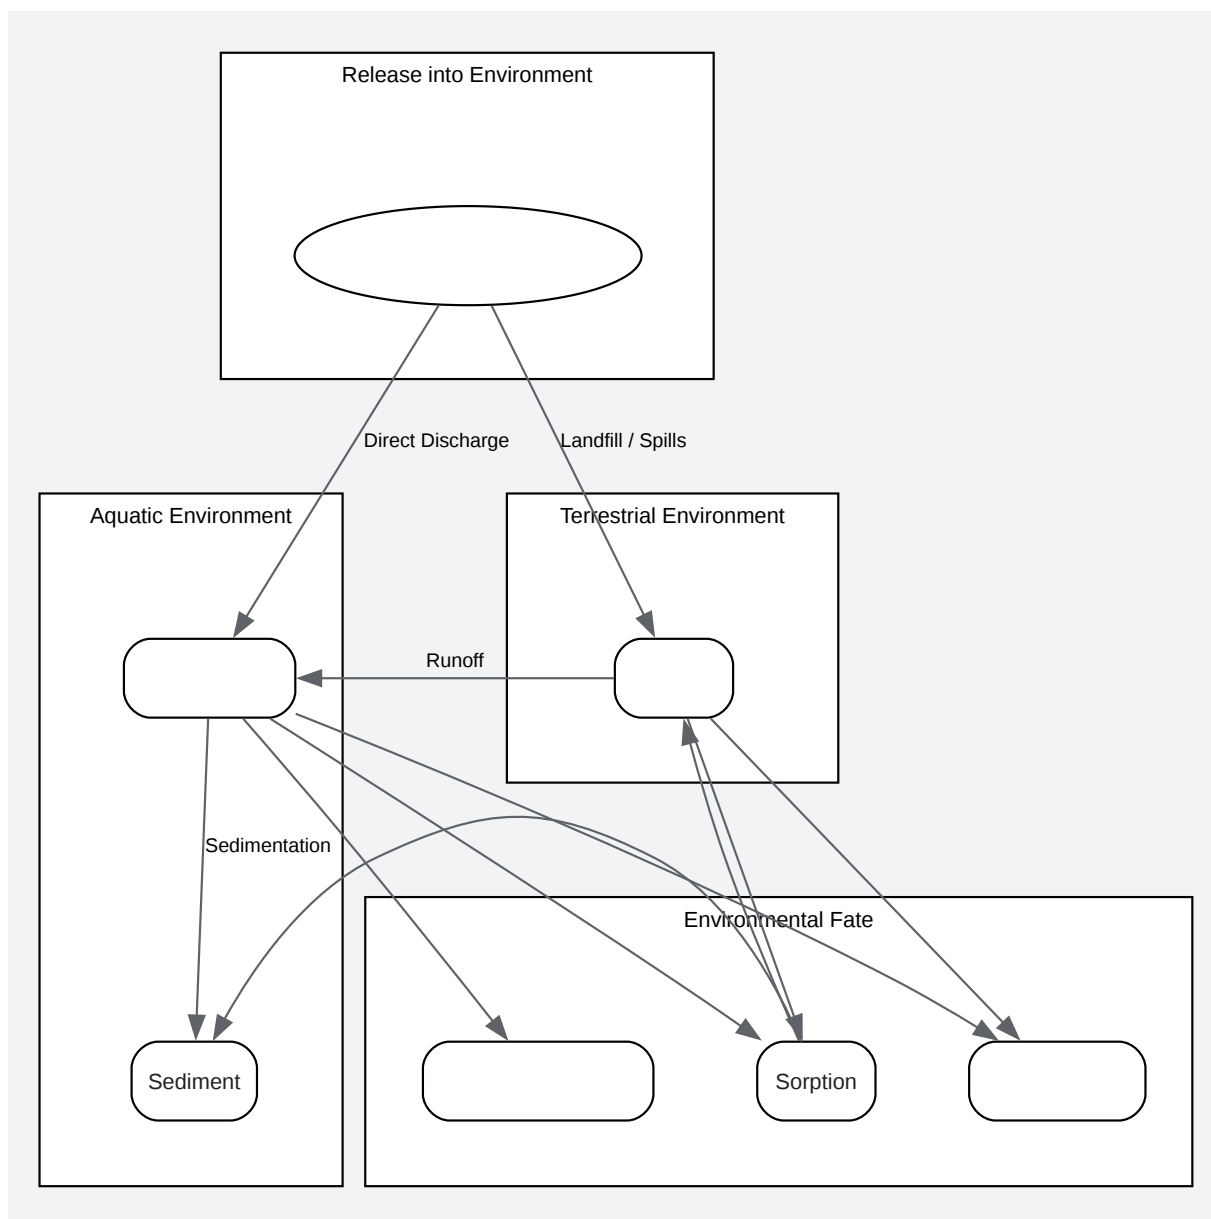 Release into Environment
Direct Discharge
Landfill / Spills
Aquatic Environment
Terrestrial Environment
Runoff
Sedimentation
Environmental Fate
Sediment
Sorption